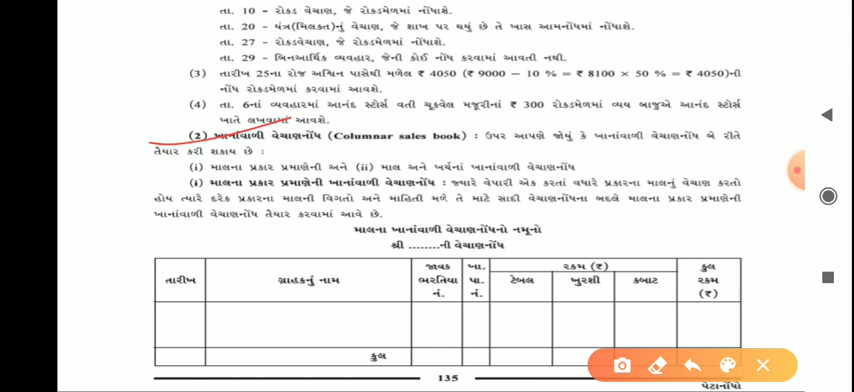 તા. 10 – રોકડ વેચાણ, જે રોકડમેળમાં નોંધાશે.
તા. 20 – યંત્ર(મિલકત)નું વેચાણ, જે શાખ પર થયું છે તે ખાસ આમનોંધમાં નોંધાશે.
તા. 27 – રોકડવેચાણ, જે રોકડમેળમાં નોંધાશે.
તા. 29 – બિનઆર્થિક વ્યવહાર, જેની કોઈ નોંધ કરવામાં આવતી નથી.
(3) તારીખ 25ના રોજ અશ્વિન પાસેથી મળેલ ₹ 4050 (₹ 9000 – 10 % = ₹ 8100 × 50 % = ₹ 4050)ની
નોંધ રોકડમેળમાં કરવામાં આવશે.
(4) તા. 6નાં વ્યવહારમાં આનંદ સ્ટોર્સ વતી ચૂકવેલ મજૂરીનાં ₹ 300 રોકડમેળમાં વ્યય બાજુએ આનંદ સ્ટોર્સ
ખાતે લખવામાં આવશે.
(2) ખાનાંવાળી વેચાણનોંધ (Columnar sales book) : ઉપર આપણે જોયું કે ખાનાંવાળી વેચાણનોંધ બે રીતે
તૈયાર કરી શકાય છે :
(i) માલના પ્રકાર પ્રમાણેની અને (ii) માલ અને ખર્ચનાં ખાનાંવાળી વેચાણનોંધ
(i) માલના પ્રકાર પ્રમાણેની ખાનાંવાળી વેચાણનોંધ : જ્યારે વેપારી એક કરતાં વધારે પ્રકારના માલનું વેચાણ કરતો
હોય ત્યારે દરેક પ્રકારના માલની વિગતો અને માહિતી મળે તે માટે સાદી વેચાણનોંધના બદલે માલના પ્રકાર પ્રમાણેની
ખાનાંવાળી વેચાણનોંધ તૈયાર કરવામાં આવે છે.
માલના ખાનાંવાળી વેચાણનોંધનો નમૂનો
શ્રી ........ની વેચાણનોંધ
તારીખ ગ્રાહકનું નામ જાવક ભરતિયા નં. ખા. પા. નં. રકમ (₹) કુલ રકમ (₹)
ટેબલ ખુરશી કબાટ
કુલ
135
પેટાનોંધો